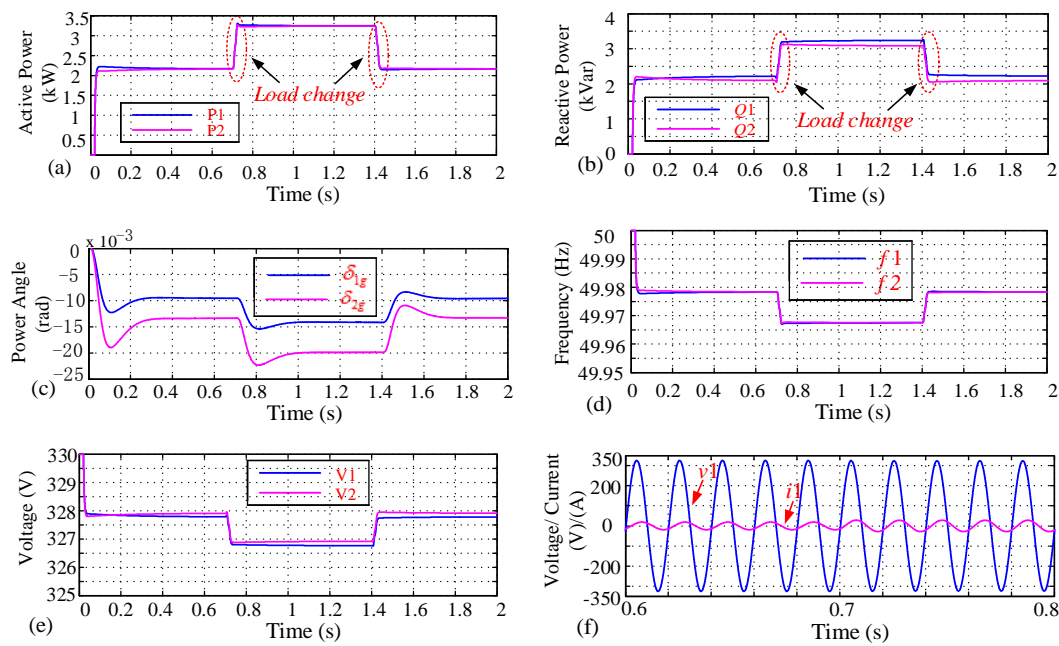 3.5
3
2.5
2
1.5
1
0.5
Active Power
(kW)
P1
P2
Load change
0 0.2 0.4 0.6 0.8 1 1.2 1.4 1.6 1.8 2
(a)
Time (s)
4
3
2
1
0
Reactive Power
(kVar)
Q1
Q2
Load change
0 0.2 0.4 0.6 0.8 1 1.2 1.4 1.6 1.8 2
(b)
Time (s)
x 10⁻³
0
−5
−10
−15
−20
−25
Power Angle
(rad)
δ1g
δ2g
0 0.2 0.4 0.6 0.8 1 1.2 1.4 1.6 1.8 2
(c)
Time (s)
50
49.99
49.98
49.97
49.96
49.95
Frequency (Hz)
f1
f2
0 0.2 0.4 0.6 0.8 1 1.2 1.4 1.6 1.8 2
(d)
Time (s)
330
329
328
327
326
325
Voltage (V)
V1
V2
0 0.2 0.4 0.6 0.8 1 1.2 1.4 1.6 1.8 2
(e)
Time (s)
350
200
0
-200
-350
Voltage/ Current
(V)/(A)
v1
i1
0.6 0.7 0.8
Time (s)
(f)